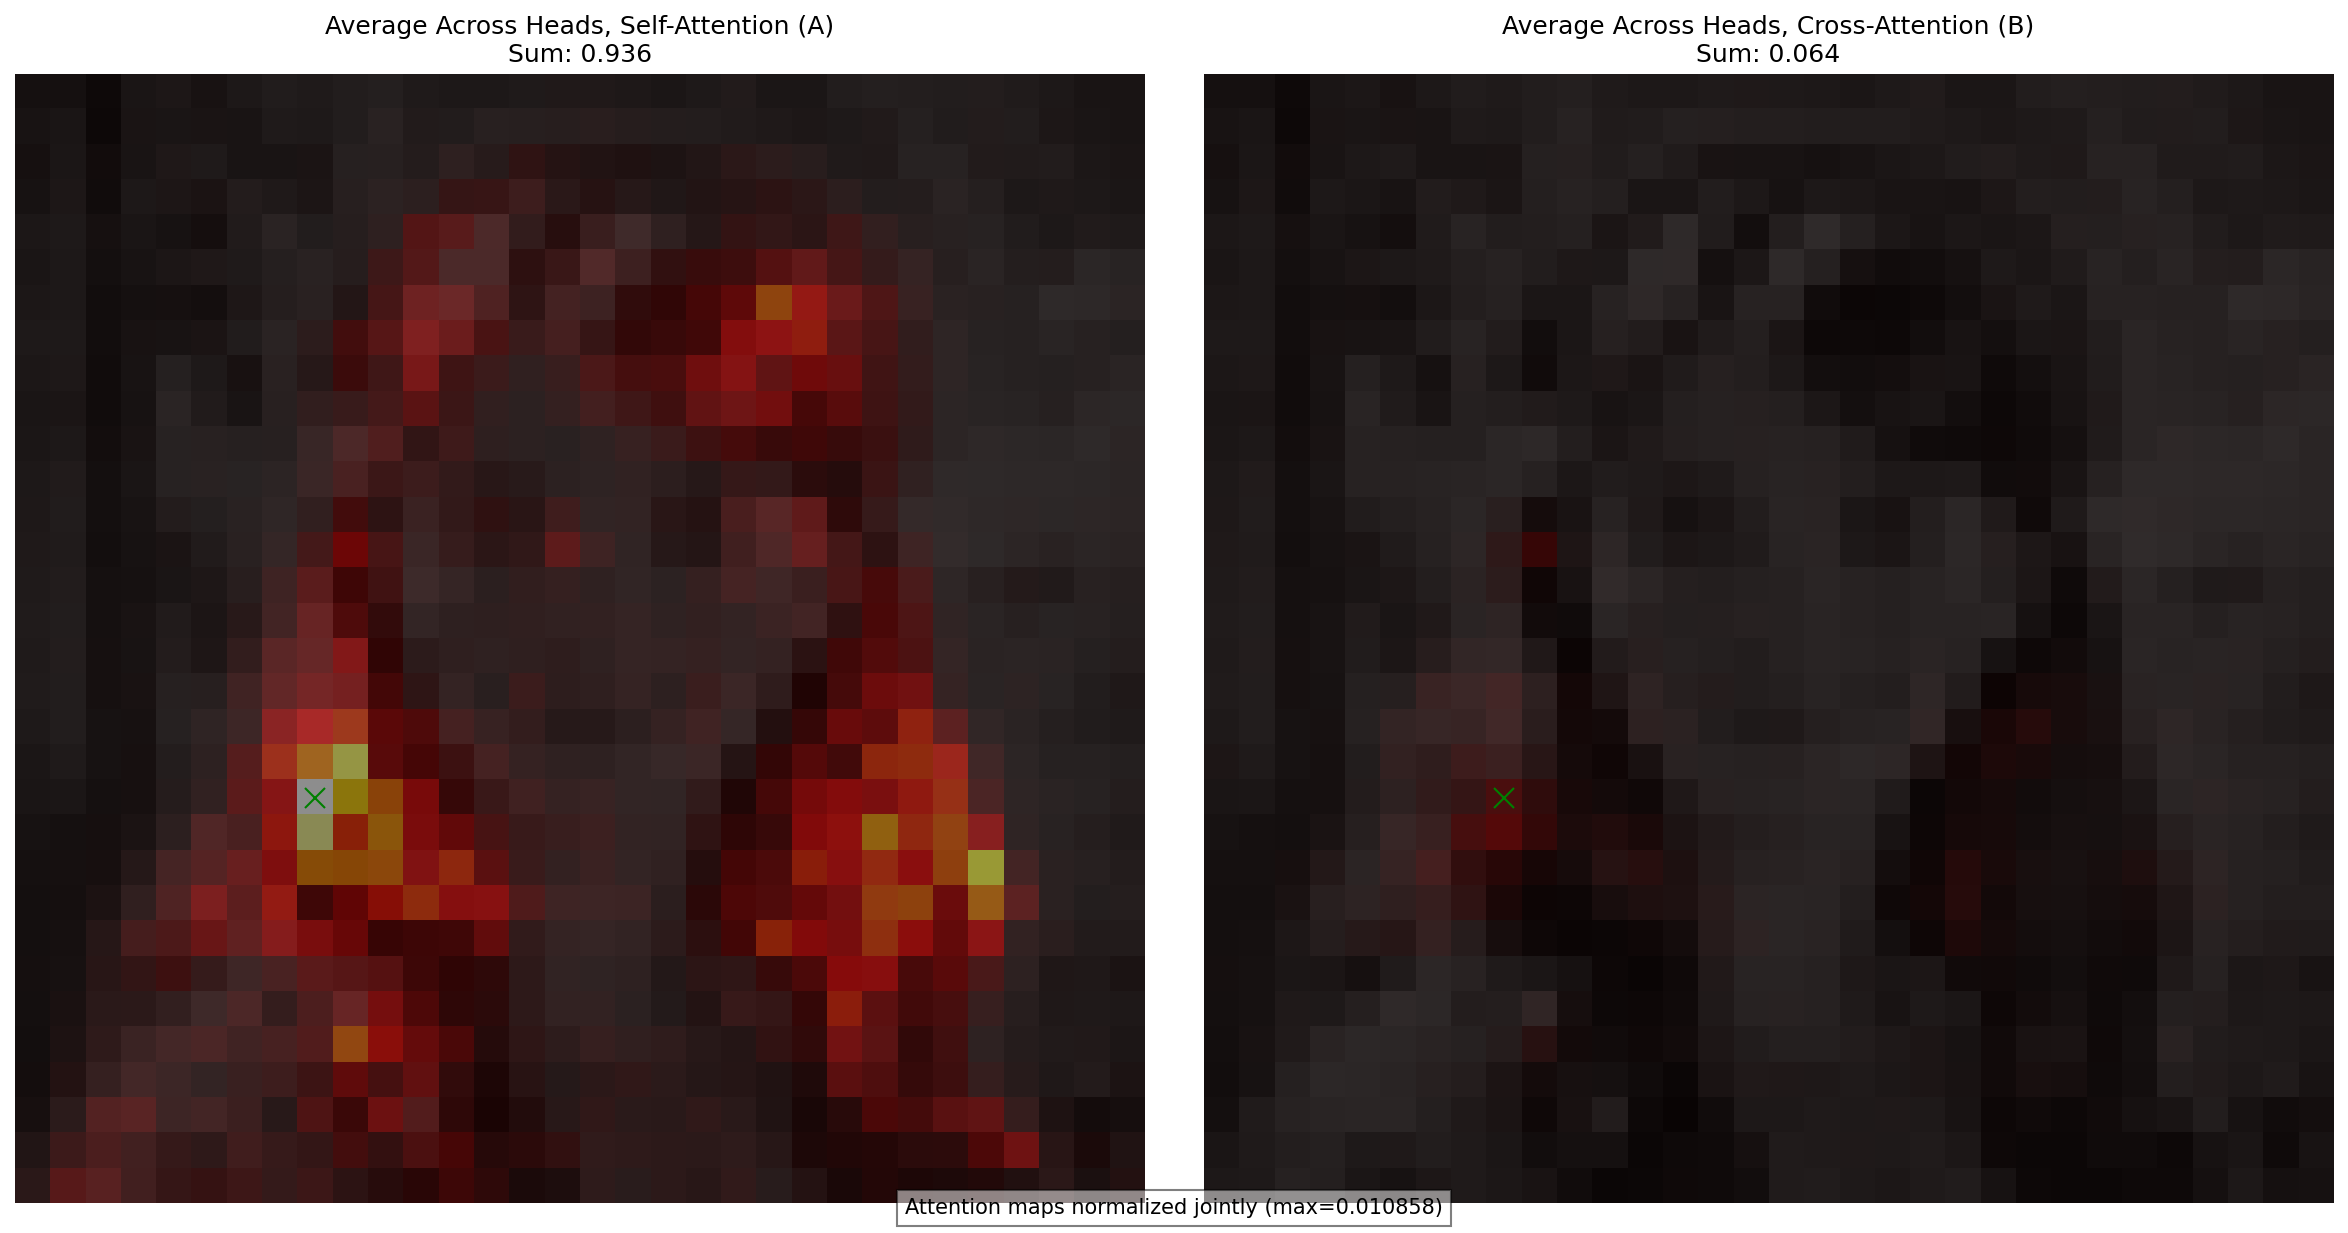 Average Across Heads, Self-Attention (A)
Sum: 0.936
Average Across Heads, Cross-Attention (B)
Sum: 0.064
Attention maps normalized jointly (max=0.010858)